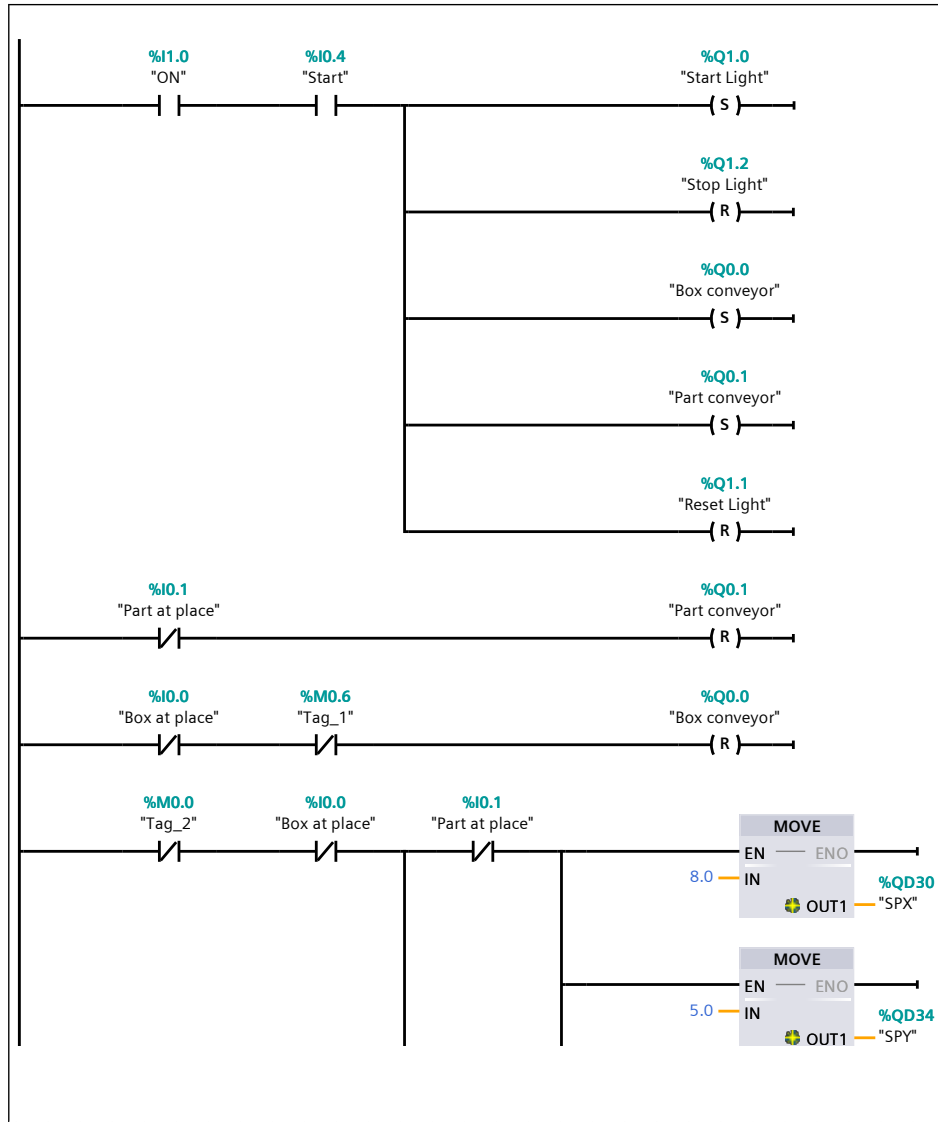 %I1.0 %I0.4 %Q1.0
"ON" "Start" "Start Light"
S
%Q1.2
"Stop Light"
R
%Q0.0
"Box conveyor"
S
%Q0.1
"Part conveyor"
S
%Q1.1
"Reset Light"
R
%I0.1 %Q0.1
"Part at place" "Part conveyor"
R
%I0.0 %M0.6 %Q0.0
"Box at place" "Tag_1" "Box conveyor"
R
%M0.0 %I0.0 %I0.1
"Tag_2" "Box at place" "Part at place"
MOVE
EN ENO
8.0 IN
%QD30
OUT1 "SPX"
MOVE
EN ENO
5.0 IN
%QD34
OUT1 "SPY"